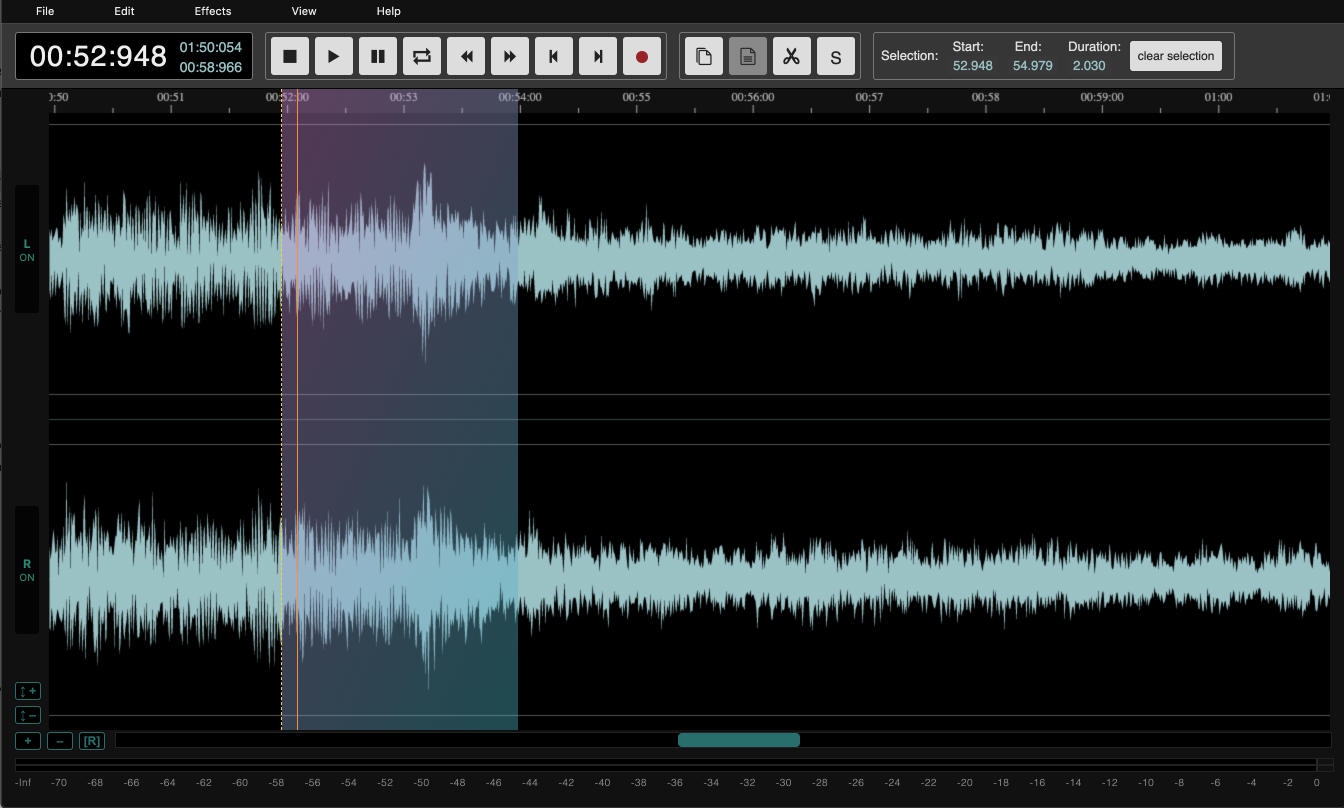 File Edit Effects View Help
00:52:948
01:50:054
00:58:966
S
Selection:
Start:
52.948
End:
54.979
Duration:
2.030
clear selection
):50 00:51 00:52:00 00:53 00:54:00 00:55 00:56:00 00:57 00:58 00:59:00 01:00 01:
L
ON
R
ON
↕ +
↕ –
+ – [R]
-Inf -70 -68 -66 -64 -62 -60 -58 -56 -54 -52 -50 -48 -46 -44 -42 -40 -38 -36 -34 -32 -30 -28 -26 -24 -22 -20 -18 -16 -14 -12 -10 -8 -6 -4 -2 0